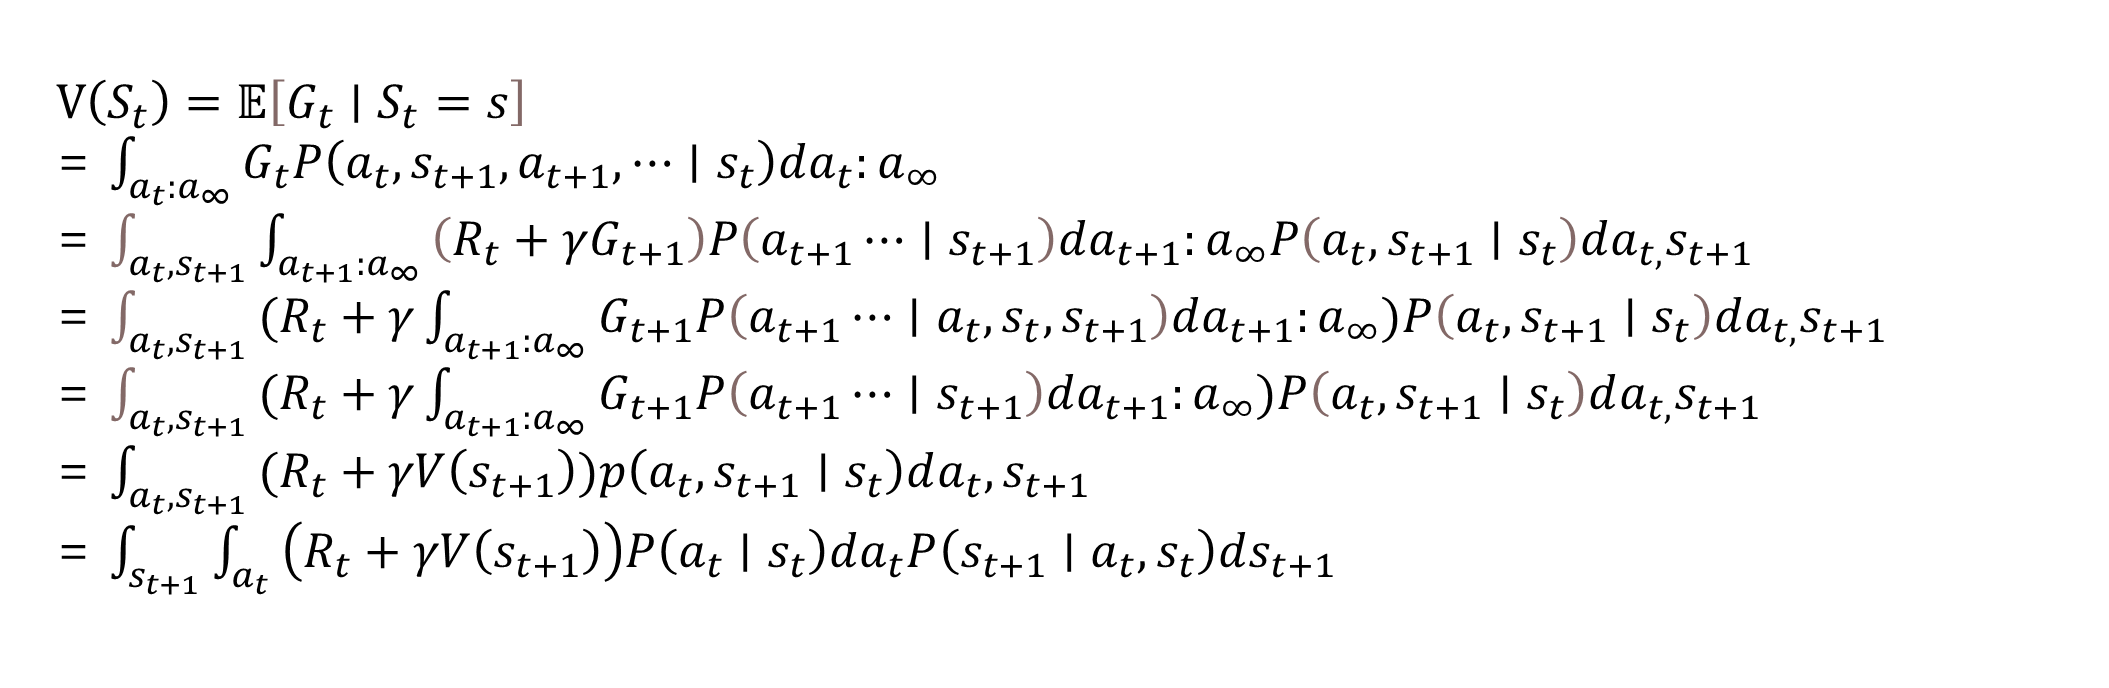 V(S_t) = 𝔼[G_t ∣ S_t = s]
= ∫_{a_t:a_∞} G_t P(a_t, s_{t+1}, a_{t+1}, ⋯ ∣ s_t)da_t: a_∞
= ∫_{a_t,s_{t+1}} ∫_{a_{t+1}:a_∞} (R_t + γG_{t+1})P(a_{t+1} ⋯ ∣ s_{t+1})da_{t+1}: a_∞P(a_t, s_{t+1} ∣ s_t)da_{t,}s_{t+1}
= ∫_{a_t,s_{t+1}} (R_t + γ ∫_{a_{t+1}:a_∞} G_{t+1}P(a_{t+1} ⋯ ∣ a_t, s_t, s_{t+1})da_{t+1}: a_∞)P(a_t, s_{t+1} ∣ s_t)da_{t,}s_{t+1}
= ∫_{a_t,s_{t+1}} (R_t + γ ∫_{a_{t+1}:a_∞} G_{t+1}P(a_{t+1} ⋯ ∣ s_{t+1})da_{t+1}: a_∞)P(a_t, s_{t+1} ∣ s_t)da_{t,}s_{t+1}
= ∫_{a_t,s_{t+1}} (R_t + γV(s_{t+1}))p(a_t, s_{t+1} ∣ s_t)da_t, s_{t+1}
= ∫_{s_{t+1}} ∫_{a_t} (R_t + γV(s_{t+1}))P(a_t ∣ s_t)da_tP(s_{t+1} ∣ a_t, s_t)ds_{t+1}